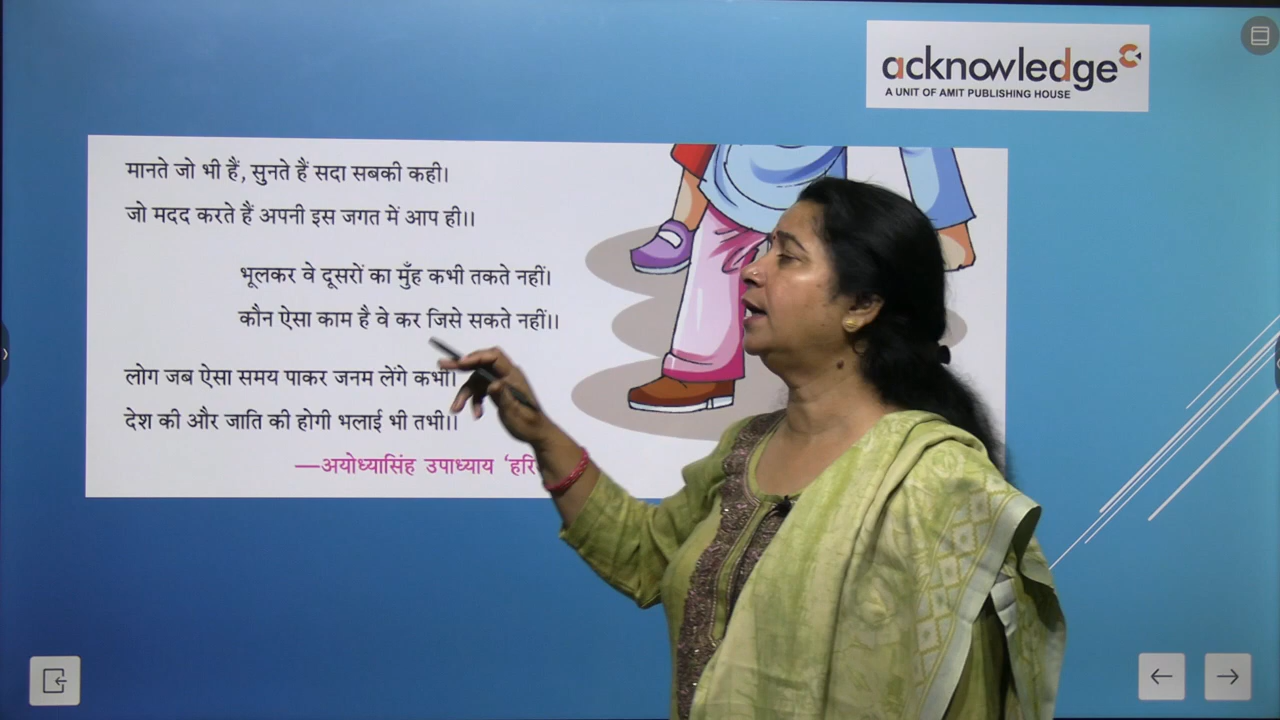 acknowledge
A UNIT OF AMIT PUBLISHING HOUSE
मानते जो भी हैं, सुनते हैं सदा सबकी कही।
जो मदद करते हैं अपनी इस जगत में आप ही।।
भूलकर वे दूसरों का मुँह कभी तकते नहीं।
कौन ऐसा काम है वे कर जिसे सकते नहीं।।
लोग जब ऐसा समय पाकर जनम लेंगे कभी।
देश की और जाति की होगी भलाई भी तभी।।
—अयोध्यासिंह उपाध्याय